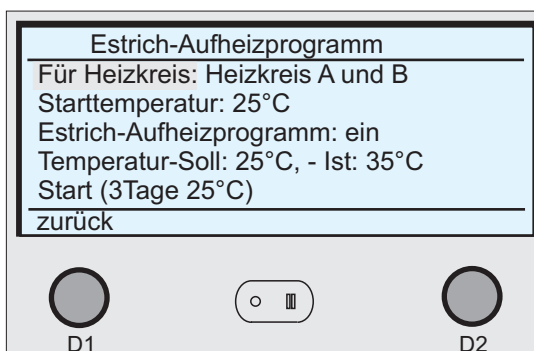 Estrich-Aufheizprogramm
Für Heizkreis: Heizkreis A und B
Starttemperatur: 25°C
Estrich-Aufheizprogramm: ein
Temperatur-Soll: 25°C, - Ist: 35°C
Start (3Tage 25°C)
zurück
D1 D2